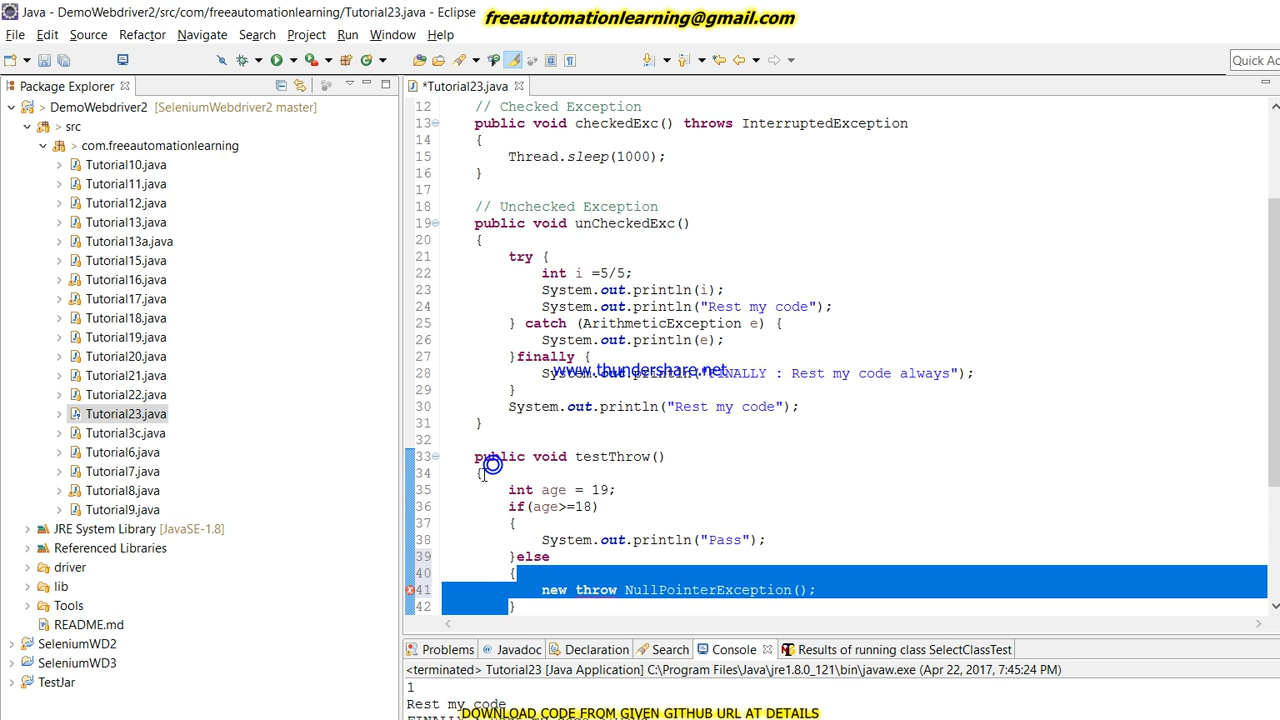 Java - DemoWebdriver2/src/com/freeautomationlearning/Tutorial23.java - Eclipse
freeautomationlearning@gmail.com
File Edit Source Refactor Navigate Search Project Run Window Help
Quick Ac
Package Explorer
*Tutorial23.java
> DemoWebdriver2 [SeleniumWebdriver2 master]
> src
> com.freeautomationlearning
Tutorial10.java
Tutorial11.java
Tutorial12.java
Tutorial13.java
Tutorial13a.java
Tutorial15.java
Tutorial16.java
Tutorial17.java
Tutorial18.java
Tutorial19.java
Tutorial20.java
Tutorial21.java
Tutorial22.java
Tutorial23.java
Tutorial3c.java
Tutorial6.java
Tutorial7.java
Tutorial8.java
Tutorial9.java
JRE System Library [JavaSE-1.8]
Referenced Libraries
driver
lib
Tools
README.md
SeleniumWD2
SeleniumWD3
TestJar
12 // Checked Exception
13 public void checkedExc() throws InterruptedException
14 {
15 Thread.sleep(1000);
16 }
17
18 // Unchecked Exception
19 public void unCheckedExc()
20 {
21 try {
22 int i =5/5;
23 System.out.println(i);
24 System.out.println("Rest my code");
25 } catch (ArithmeticException e) {
26 System.out.println(e);
27 }finally {
www.thundershare.net
28 System.out.println("FINALLY : Rest my code always");
29 }
30 System.out.println("Rest my code");
31 }
32
33 public void testThrow()
34 {
35 int age = 19;
36 if(age>=18)
37 {
38 System.out.println("Pass");
39 }else
40 {
41 new throw NullPointerException();
42 }
Problems Javadoc Declaration Search Console Results of running class SelectClassTest
<terminated> Tutorial23 [Java Application] C:\Program Files\Java\jre1.8.0_121\bin\javaw.exe (Apr 22, 2017, 7:45:24 PM)
1
Rest my code
DOWNLOAD CODE FROM GIVEN GITHUB URL AT DETAILS